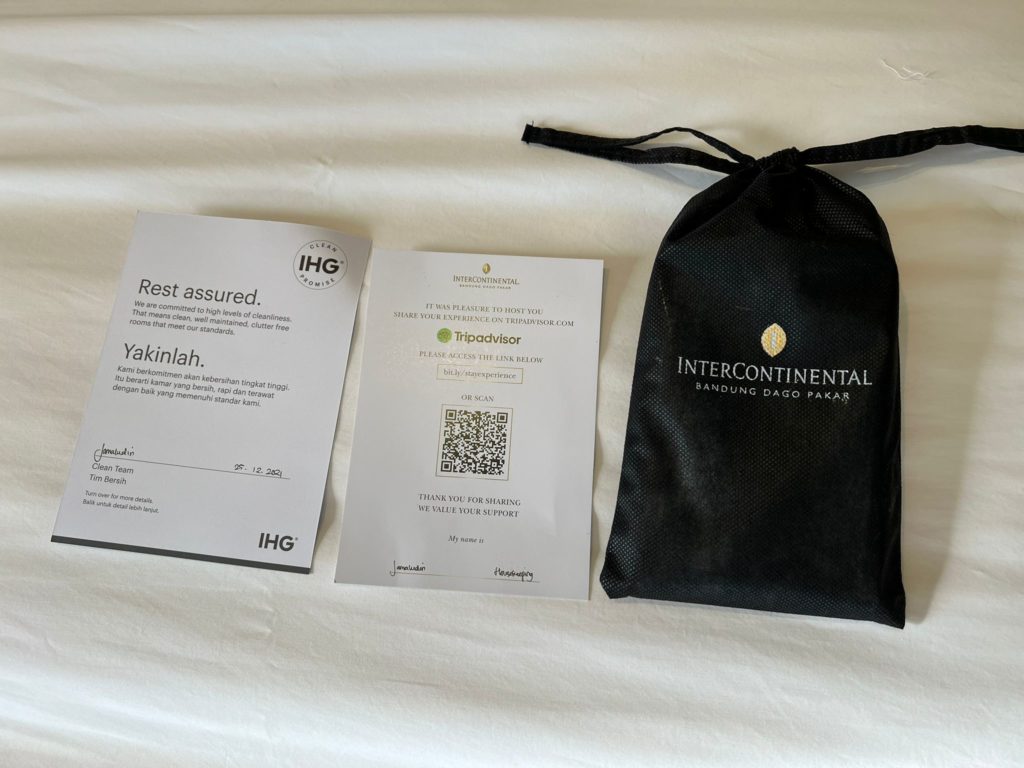 CLEAN
IHG®
PROMISE
Rest assured.
We are committed to high levels of cleanliness.
That means clean, well maintained, clutter free
rooms that meet our standards.
Yakinlah.
Kami berkomitmen akan kebersihan tingkat tinggi.
Itu berarti kamar yang bersih, rapi dan terawat
dengan baik yang memenuhi standar kami.
Jamaludin 25. 12. 2021
Clean Team
Tim Bersih
Turn over for more details.
Balik untuk detail lebih lanjut.
IHG®
INTERCONTINENTAL
BANDUNG DAGO PAKAR
IT WAS PLEASURE TO HOST YOU
SHARE YOUR EXPERIENCE ON TRIPADVISOR.COM
Tripadvisor
PLEASE ACCESS THE LINK BELOW
bit.ly/stayexperience
OR SCAN
THANK YOU FOR SHARING
WE VALUE YOUR SUPPORT
My name is
Jamaludin Housekeeping
INTERCONTINENTAL
BANDUNG DAGO PAKAR